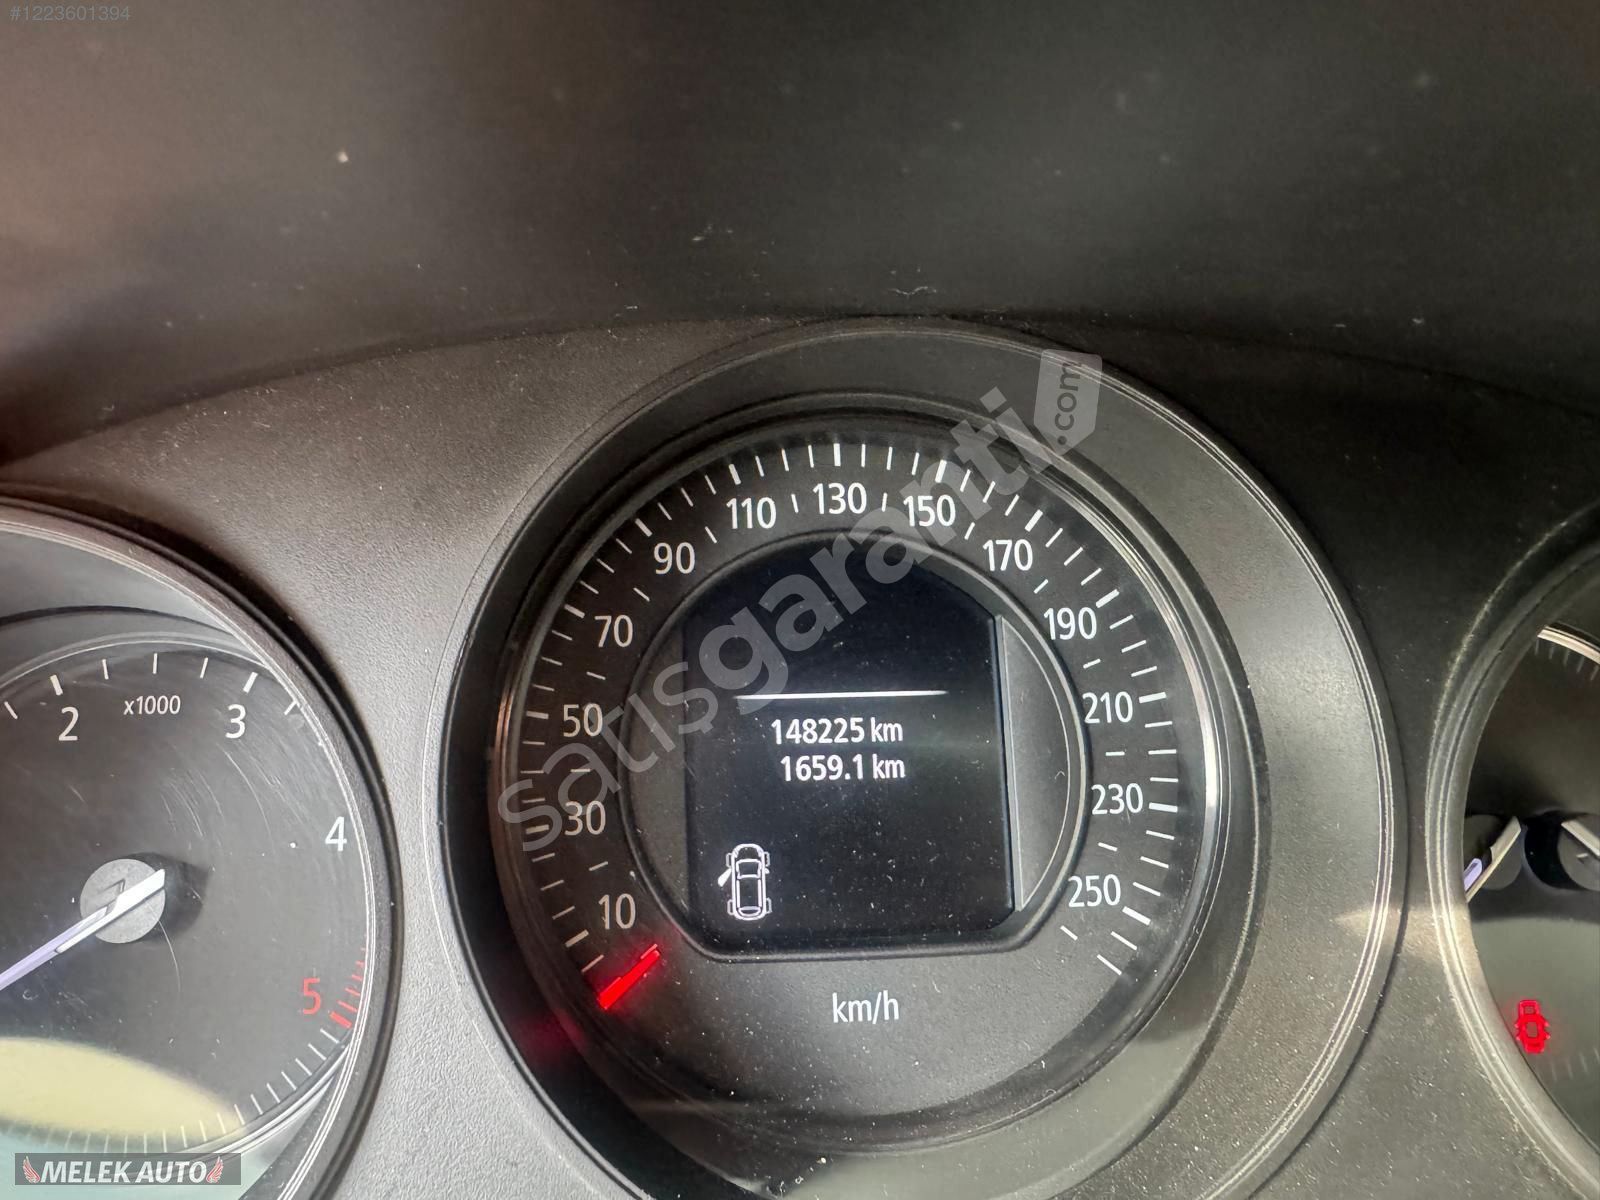 #1223601394
satışgaranti.com
110 130 150
90 170
70 190
50 210
30 230
10 250
148225 km
1659.1 km
km/h
2 x1000 3
4
5
MELEK AUTO